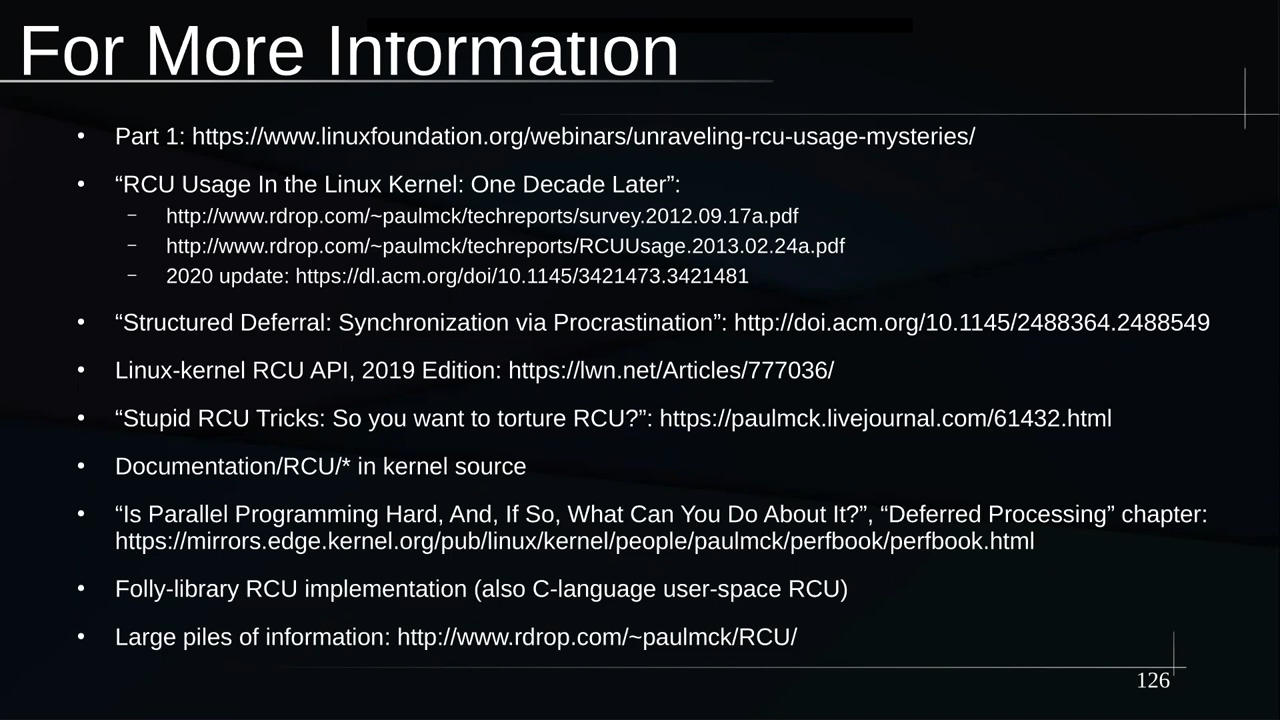 For More Information
• Part 1: https://www.linuxfoundation.org/webinars/unraveling-rcu-usage-mysteries/
• “RCU Usage In the Linux Kernel: One Decade Later”:
– http://www.rdrop.com/~paulmck/techreports/survey.2012.09.17a.pdf
– http://www.rdrop.com/~paulmck/techreports/RCUUsage.2013.02.24a.pdf
– 2020 update: https://dl.acm.org/doi/10.1145/3421473.3421481
• “Structured Deferral: Synchronization via Procrastination”: http://doi.acm.org/10.1145/2488364.2488549
• Linux-kernel RCU API, 2019 Edition: https://lwn.net/Articles/777036/
• “Stupid RCU Tricks: So you want to torture RCU?”: https://paulmck.livejournal.com/61432.html
• Documentation/RCU/* in kernel source
• “Is Parallel Programming Hard, And, If So, What Can You Do About It?”, “Deferred Processing” chapter:
https://mirrors.edge.kernel.org/pub/linux/kernel/people/paulmck/perfbook/perfbook.html
• Folly-library RCU implementation (also C-language user-space RCU)
• Large piles of information: http://www.rdrop.com/~paulmck/RCU/
126